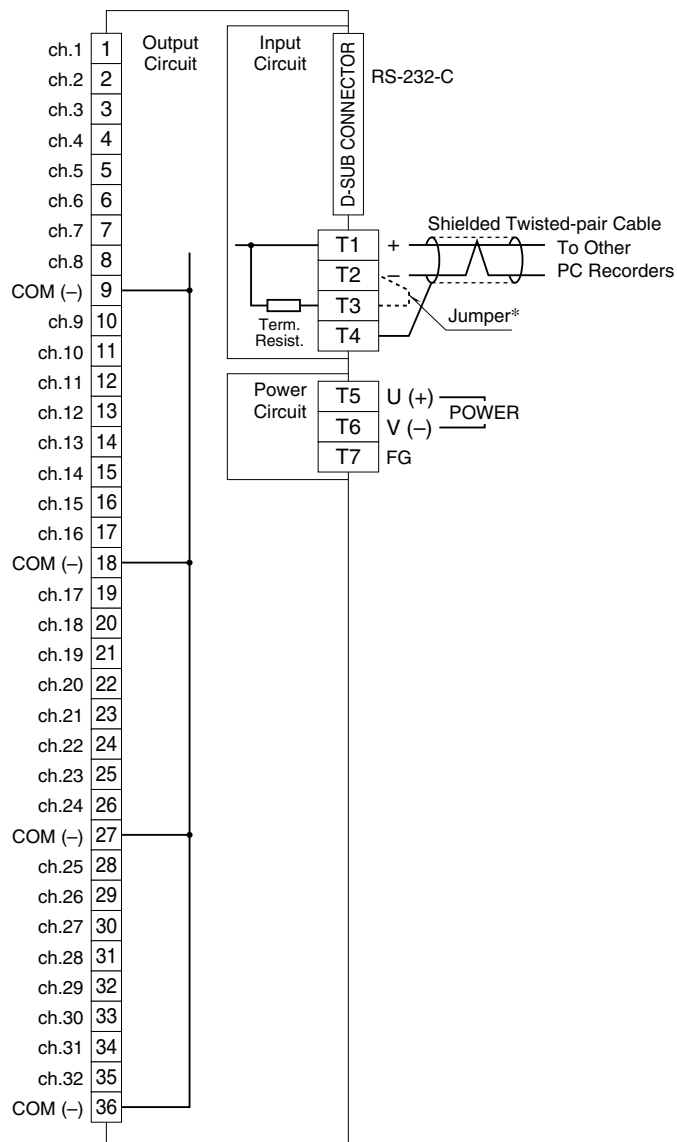 ch.1 1
ch.2 2
ch.3 3
ch.4 4
ch.5 5
ch.6 6
ch.7 7
ch.8 8
COM (–) 9
ch.9 10
ch.10 11
ch.11 12
ch.12 13
ch.13 14
ch.14 15
ch.15 16
ch.16 17
COM (–) 18
ch.17 19
ch.18 20
ch.19 21
ch.20 22
ch.21 23
ch.22 24
ch.23 25
ch.24 26
COM (–) 27
ch.25 28
ch.26 29
ch.27 30
ch.28 31
ch.29 32
ch.30 33
ch.31 34
ch.32 35
COM (–) 36
Output
Circuit
Input
Circuit
D-SUB CONNECTOR
RS-232-C
Shielded Twisted-pair Cable
T1 +
To Other
T2 –
PC Recorders
T3
Jumper*
T4
Term.
Resist.
Power
Circuit
T5 U (+)
POWER
T6 V (–)
T7 FG